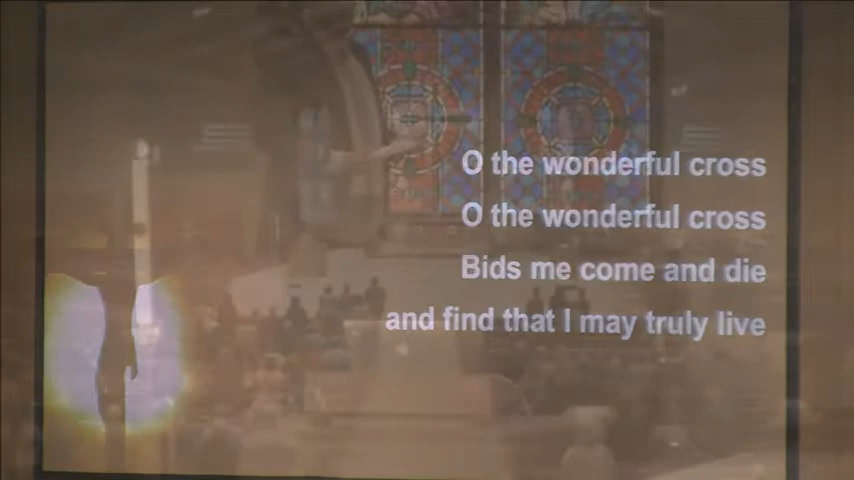 O the wonderful cross
O the wonderful cross
Bids me come and die
and find that I may truly live